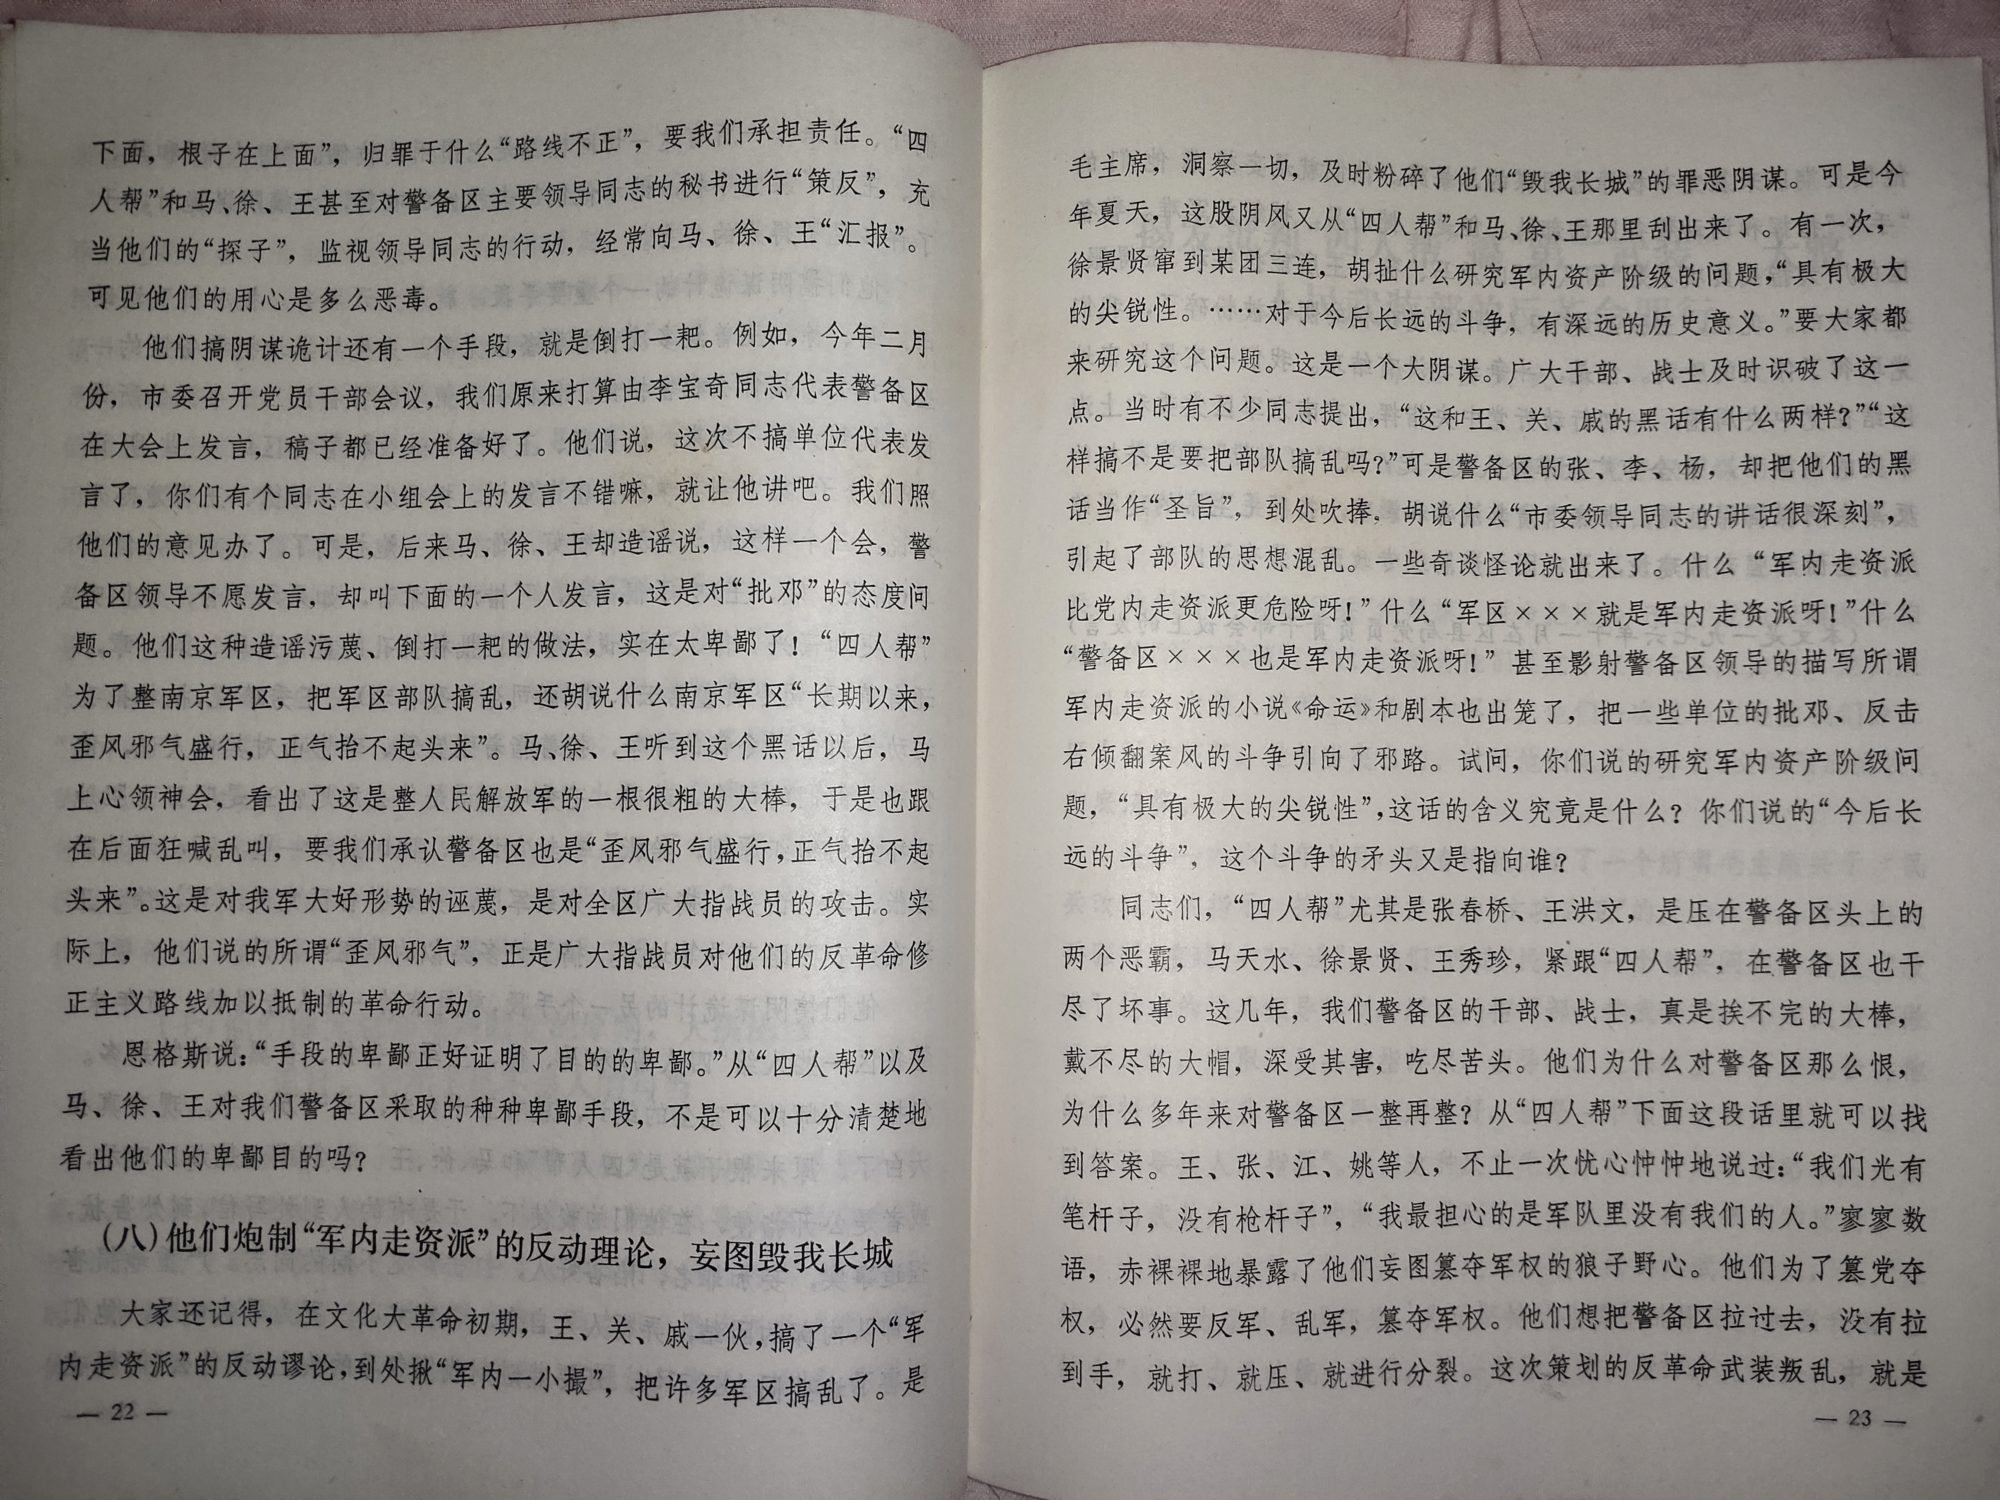 下面，根子在上面”，归罪于什么“路线不正”，要我们承担责任。“四
人帮”和马、徐、王甚至对警备区主要领导同志的秘书进行“策反”，充
当他们的“探子”，监视领导同志的行动，经常向马、徐、王“汇报”。
可见他们的用心是多么恶毒。
他们搞阴谋诡计还有一个手段，就是倒打一耙。例如，今年二月
份，市委召开党员干部会议，我们原来打算由李宝奇同志代表警备区
在大会上发言，稿子都已经准备好了。他们说，这次不搞单位代表发
言了，你们有个同志在小组会上的发言不错嘛，就让他讲吧。我们照
他们的意见办了。可是，后来马、徐、王却造谣说，这样一个会，警
备区领导不愿发言，却叫下面的一个人发言，这是对“批邓”的态度问
题。他们这种造谣污蔑、倒打一耙的做法，实在太卑鄙了！“四人帮”
为了整南京军区，把军区部队搞乱，还胡说什么南京军区“长期以来，
歪风邪气盛行，正气抬不起头来”。马、徐、王听到这个黑话以后，马
上心领神会，看出了这是整人民解放军的一根很粗的大棒，于是也跟
在后面狂喊乱叫，要我们承认警备区也是“歪风邪气盛行，正气抬不起
头来”。这是对我军大好形势的诬蔑，是对全区广大指战员的攻击。实
际上，他们说的所谓“歪风邪气”，正是广大指战员对他们的反革命修
正主义路线加以抵制的革命行动。
恩格斯说：“手段的卑鄙正好证明了目的的卑鄙。”从“四人帮”以及
马、徐、王对我们警备区采取的种种卑鄙手段，不是可以十分清楚地
看出他们的卑鄙目的吗？
（八）他们炮制“军内走资派”的反动理论，妄图毁我长城
大家还记得，在文化大革命初期，王、关、戚一伙，搞了一个“军
内走资派”的反动谬论，到处揪“军内一小撮”，把许多军区搞乱了。是
— 22 —
毛主席，洞察一切，及时粉碎了他们“毁我长城”的罪恶阴谋。可是今
年夏天，这股阴风又从“四人帮”和马、徐、王那里刮出来了。有一次，
徐景贤窜到某团三连，胡扯什么研究军内资产阶级的问题，“具有极大
的尖锐性。……对于今后长远的斗争，有深远的历史意义。”要大家都
来研究这个问题。这是一个大阴谋。广大干部、战士及时识破了这一
点。当时有不少同志提出，“这和王、关、戚的黑话有什么两样？”“这
样搞不是要把部队搞乱吗？”可是警备区的张、李、杨，却把他们的黑
话当作“圣旨”，到处吹捧，胡说什么“市委领导同志的讲话很深刻”，
引起了部队的思想混乱。一些奇谈怪论就出来了。什么“军内走资派
比党内走资派更危险呀！”什么“军区×××就是军内走资派呀！”什么
“警备区×××也是军内走资派呀！”甚至影射警备区领导的描写所谓
军内走资派的小说《命运》和剧本也出笼了，把一些单位的批邓、反击
右倾翻案风的斗争引向了邪路。试问，你们说的研究军内资产阶级问
题，“具有极大的尖锐性”，这话的含义究竟是什么？你们说的“今后长
远的斗争”，这个斗争的矛头又是指向谁？
同志们，“四人帮”尤其是张春桥、王洪文，是压在警备区头上的
两个恶霸，马天水、徐景贤、王秀珍，紧跟“四人帮”，在警备区也干
尽了坏事。这几年，我们警备区的干部、战士，真是挨不完的大棒，
戴不尽的大帽，深受其害，吃尽苦头。他们为什么对警备区那么恨，
为什么多年来对警备区一整再整？从“四人帮”下面这段话里就可以找
到答案。王、张、江、姚等人，不止一次忧心忡忡地说过：“我们光有
笔杆子，没有枪杆子”，“我最担心的是军队里没有我们的人。”寥寥数
语，赤裸裸地暴露了他们妄图篡夺军权的狼子野心。他们为了篡党夺
权，必然要反军、乱军，篡夺军权。他们想把警备区拉过去，没有拉
到手，就打、就压、就进行分裂。这次策划的反革命武装叛乱，就是
— 23 —